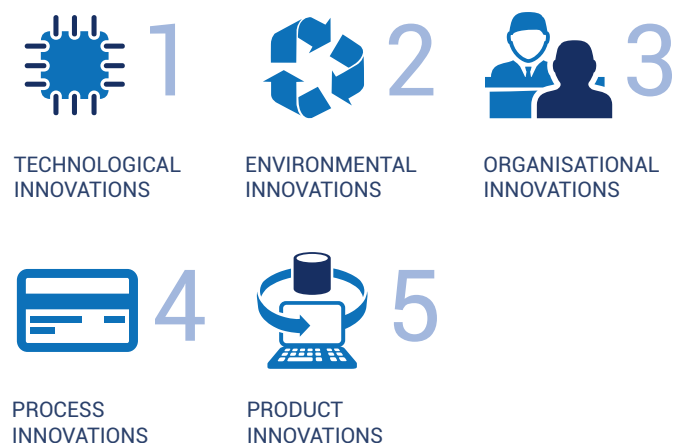 1
TECHNOLOGICAL
INNOVATIONS
2
ENVIRONMENTAL
INNOVATIONS
3
ORGANISATIONAL
INNOVATIONS
4
PROCESS
INNOVATIONS
5
PRODUCT
INNOVATIONS